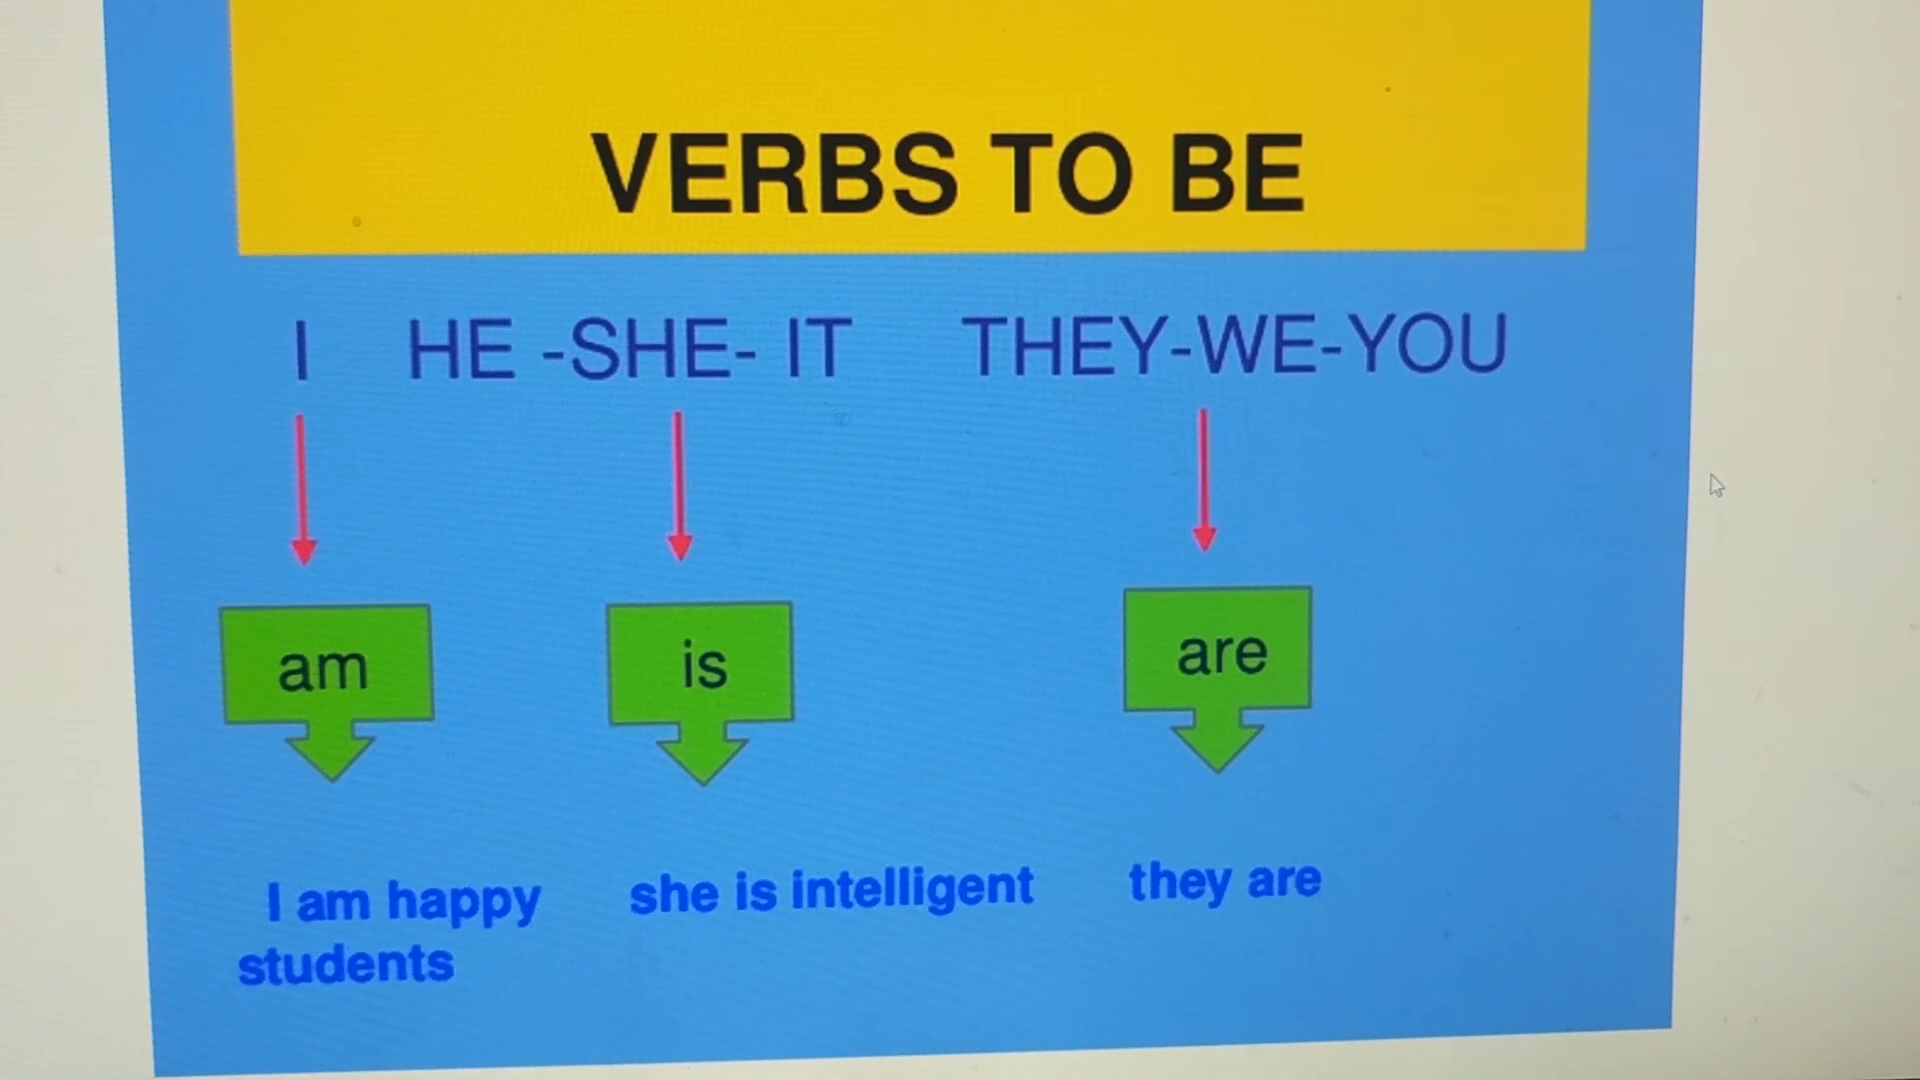 VERBS TO BE
I HE -SHE- IT THEY-WE-YOU
am is are
I am happy she is intelligent they are
students